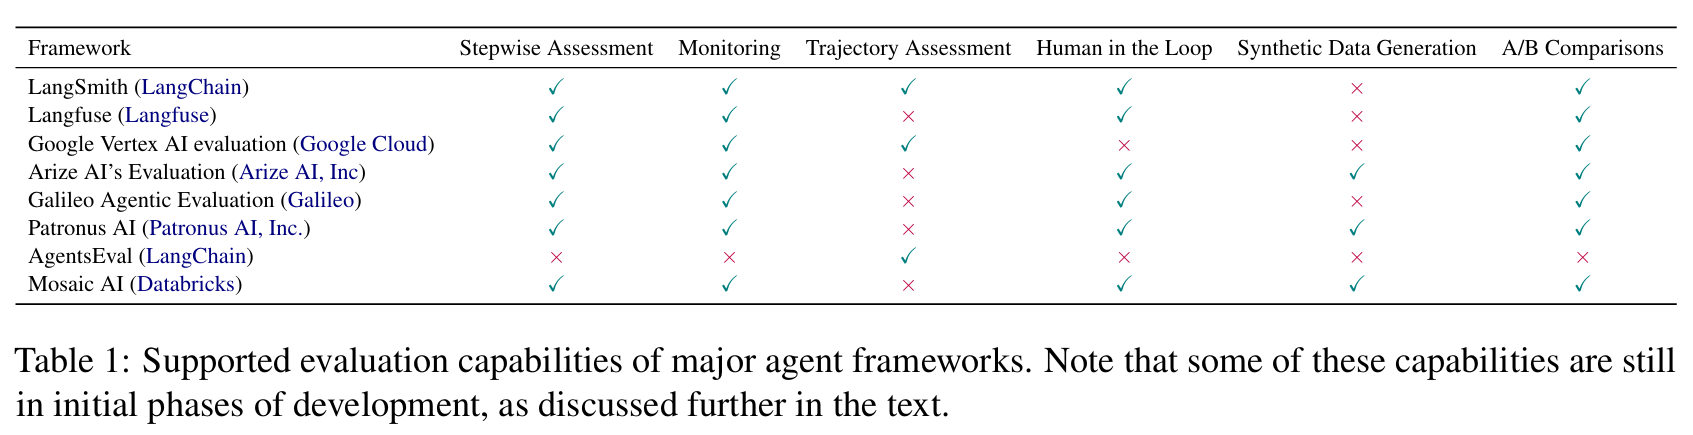 Framework Stepwise Assessment Monitoring Trajectory Assessment Human in the Loop Synthetic Data Generation A/B Comparisons
LangSmith (LangChain) ✓ ✓ ✓ ✓ × ✓
Langfuse (Langfuse) ✓ ✓ × ✓ × ✓
Google Vertex AI evaluation (Google Cloud) ✓ ✓ ✓ × × ✓
Arize AI's Evaluation (Arize AI, Inc) ✓ ✓ × ✓ ✓ ✓
Galileo Agentic Evaluation (Galileo) ✓ ✓ × ✓ × ✓
Patronus AI (Patronus AI, Inc.) ✓ ✓ × ✓ ✓ ✓
AgentsEval (LangChain) × × ✓ × × ×
Mosaic AI (Databricks) ✓ ✓ × ✓ ✓ ✓
Table 1: Supported evaluation capabilities of major agent frameworks. Note that some of these capabilities are still
in initial phases of development, as discussed further in the text.